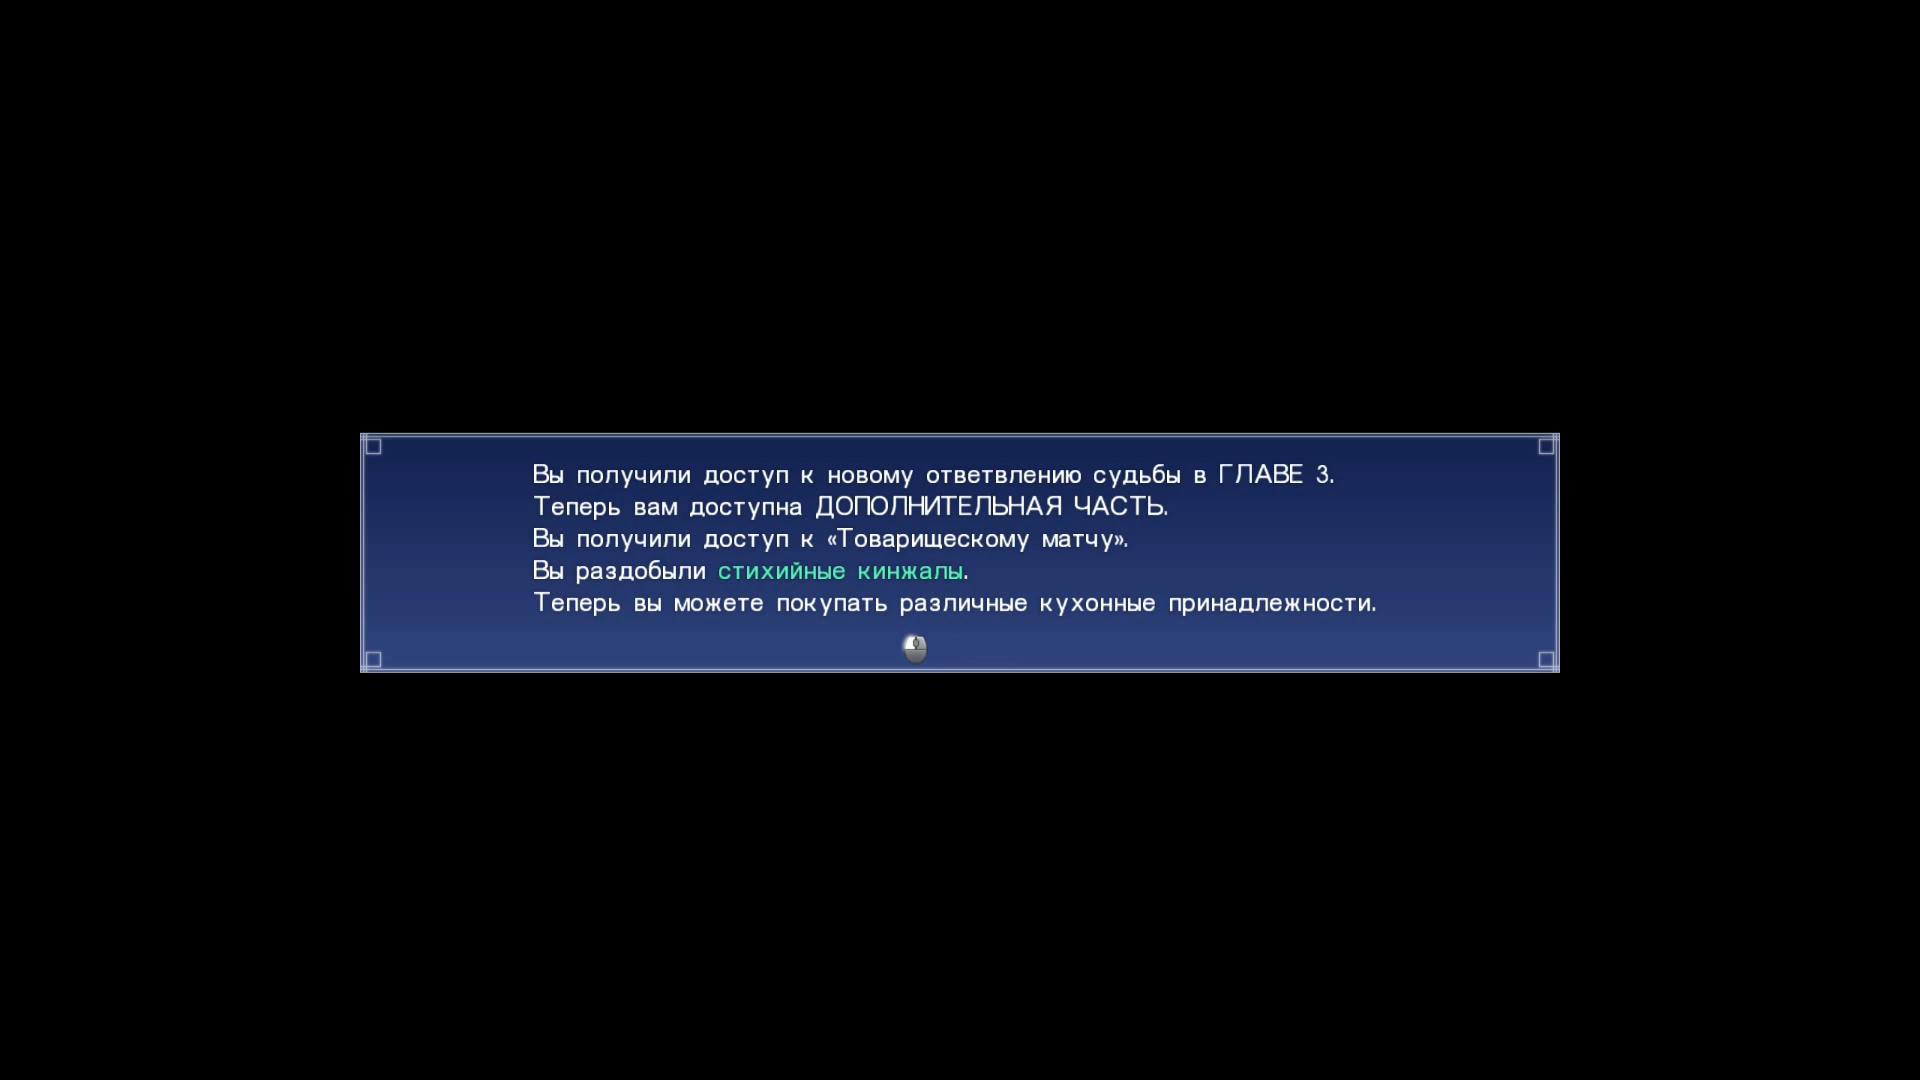 Вы получили доступ к новому ответвлению судьбы в ГЛАВЕ 3.
Теперь вам доступна ДОПОЛНИТЕЛЬНАЯ ЧАСТЬ.
Вы получили доступ к «Товарищескому матчу».
Вы раздобыли стихийные кинжалы.
Теперь вы можете покупать различные кухонные принадлежности.